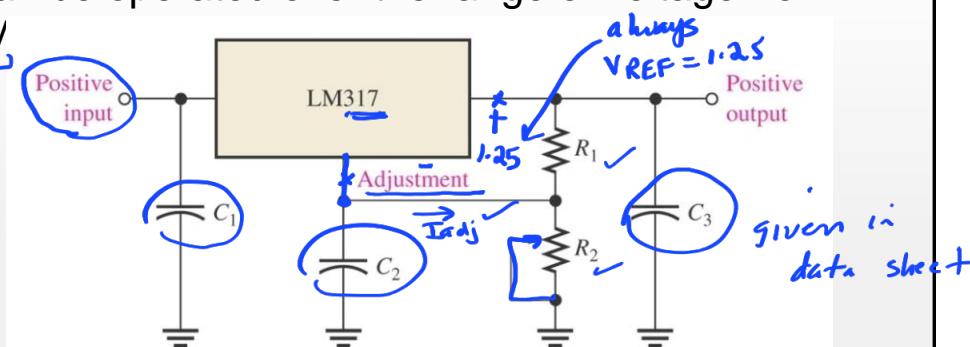 always
VREF = 1.25
Positive
input
LM317
Positive
output
+
1.25
-
R1
Adjustment
Iadj
C1
C2
R2
C3
given in
data sheet